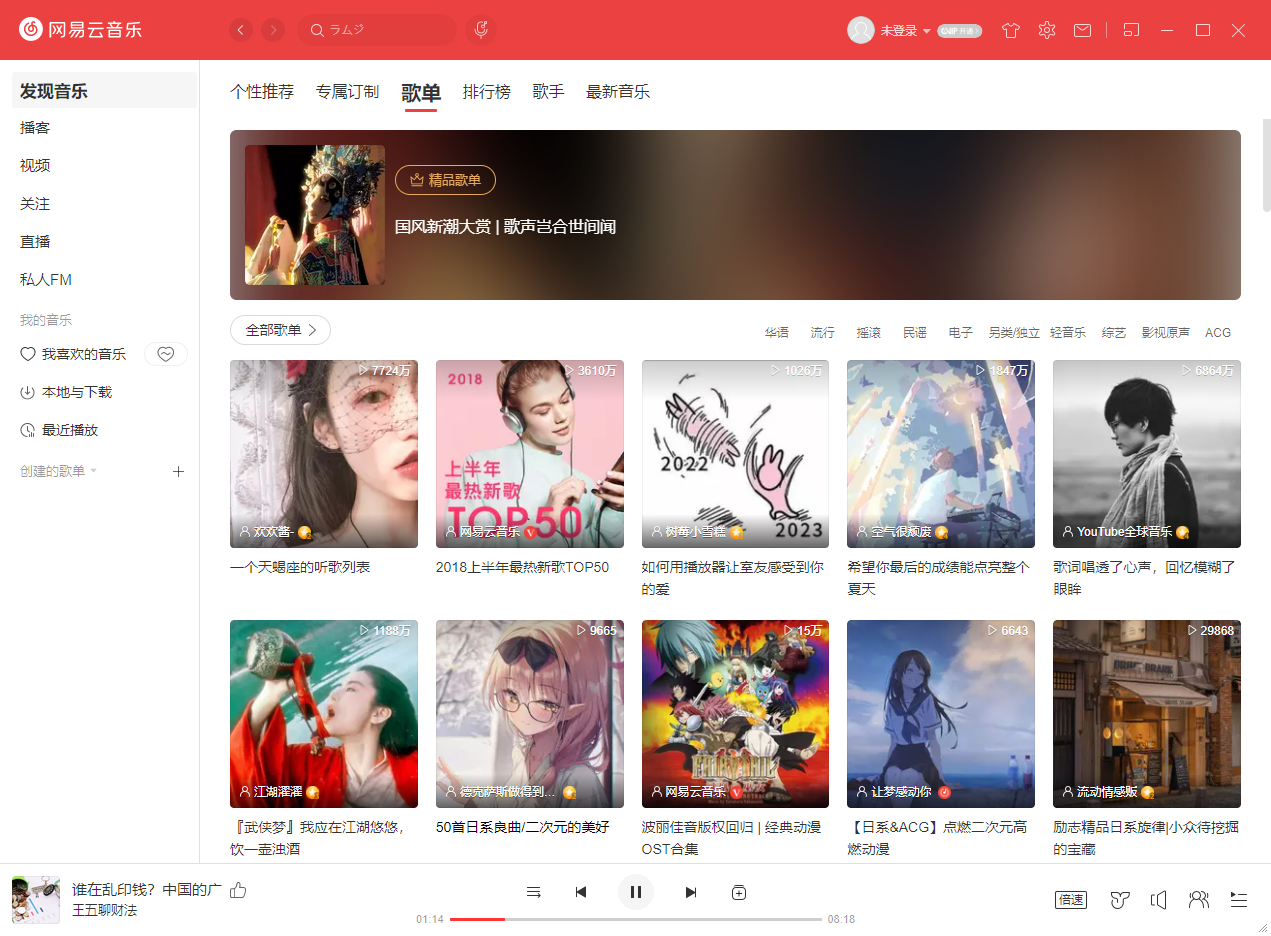 网易云音乐
ラムジ
未登录
VIP 开通
发现音乐
播客
视频
关注
直播
私人FM
我的音乐
我喜欢的音乐
本地与下载
最近播放
创建的歌单
个性推荐 专属订制 歌单 排行榜 歌手 最新音乐
精品歌单
国风新潮大赏 | 歌声岂合世间闻
全部歌单
华语 流行 摇滚 民谣 电子 另类/独立 轻音乐 综艺 影视原声 ACG
7724万
欢欢酱-
一个天蝎座的听歌列表
3610万
2018
上半年
最热新歌
TOP50
网易云音乐
2018上半年最热新歌TOP50
1026万
2022
2023
树莓小雪糕
如何用播放器让室友感受到你
的爱
1847万
空气很颓废
希望你最后的成绩能点亮整个
夏天
6864万
YouTube全球音乐
歌词唱透了心声，回忆模糊了
眼眸
1188万
江湖濯濯
『武侠梦』我应在江湖悠悠，
饮一壶浊酒
9665
德克萨斯做得到...
50首日系良曲/二次元的美好
15万
FAIRY TAIL
网易云音乐
波丽佳音版权回归 | 经典动漫
OST合集
6643
让梦感动你
【日系&ACG】点燃二次元高
燃动漫
29868
流动情感贩
励志精品日系旋律|小众待挖掘
的宝藏
谁在乱印钱？中国的广
王五聊财法
01:14
08:18
倍速